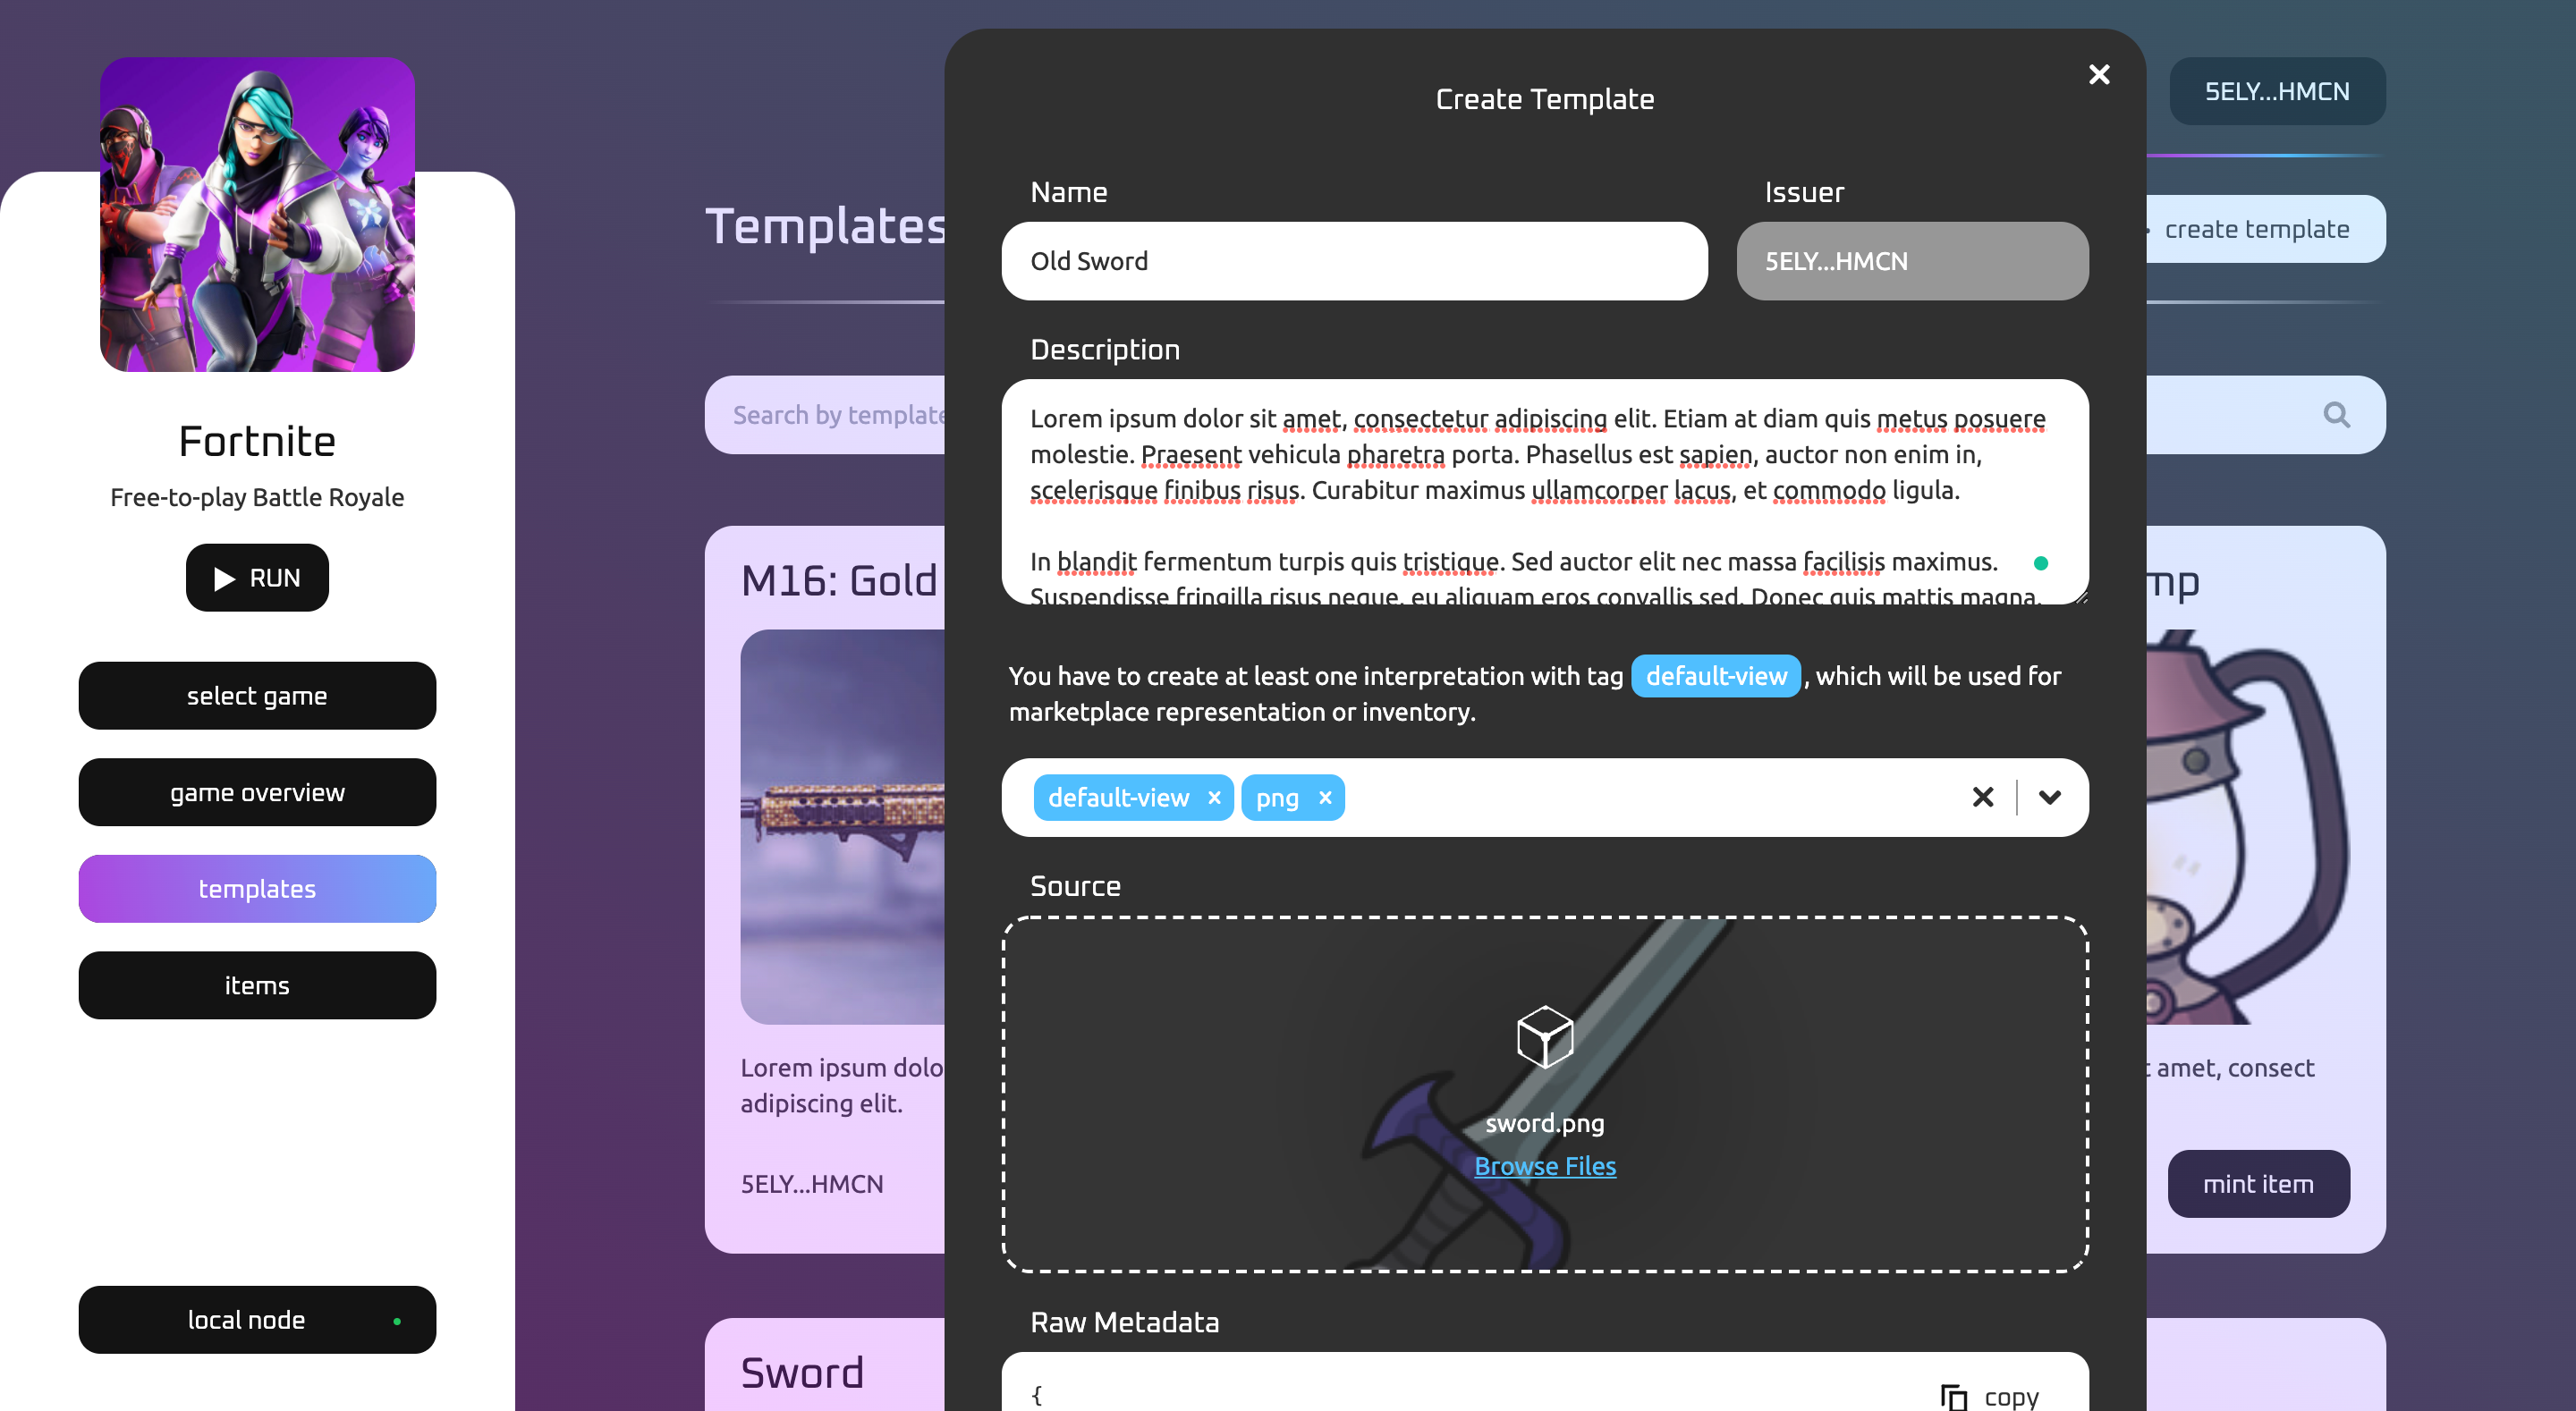 Fortnite
Free-to-play Battle Royale
RUN
select game
game overview
templates
items
local node
5ELY...HMCN
Templates
create template
Search by template
M16: Gold
Lorem ipsum dolo
adipiscing elit.
5ELY...HMCN
Sword
mp
amet, consect
mint item
Create Template
Name
Issuer
Old Sword
5ELY...HMCN
Description
Lorem ipsum dolor sit amet, consectetur adipiscing elit. Etiam at diam quis metus posuere
molestie. Praesent vehicula pharetra porta. Phasellus est sapien, auctor non enim in,
scelerisque finibus risus. Curabitur maximus ullamcorper lacus, et commodo ligula.
In blandit fermentum turpis quis tristique. Sed auctor elit nec massa facilisis maximus.
Suspendisse fringilla risus neque, eu aliquam eros convallis sed. Donec quis mattis magna.
You have to create at least one interpretation with tag default-view , which will be used for
marketplace representation or inventory.
default-view png
Source
sword.png
Browse Files
Raw Metadata
{
copy